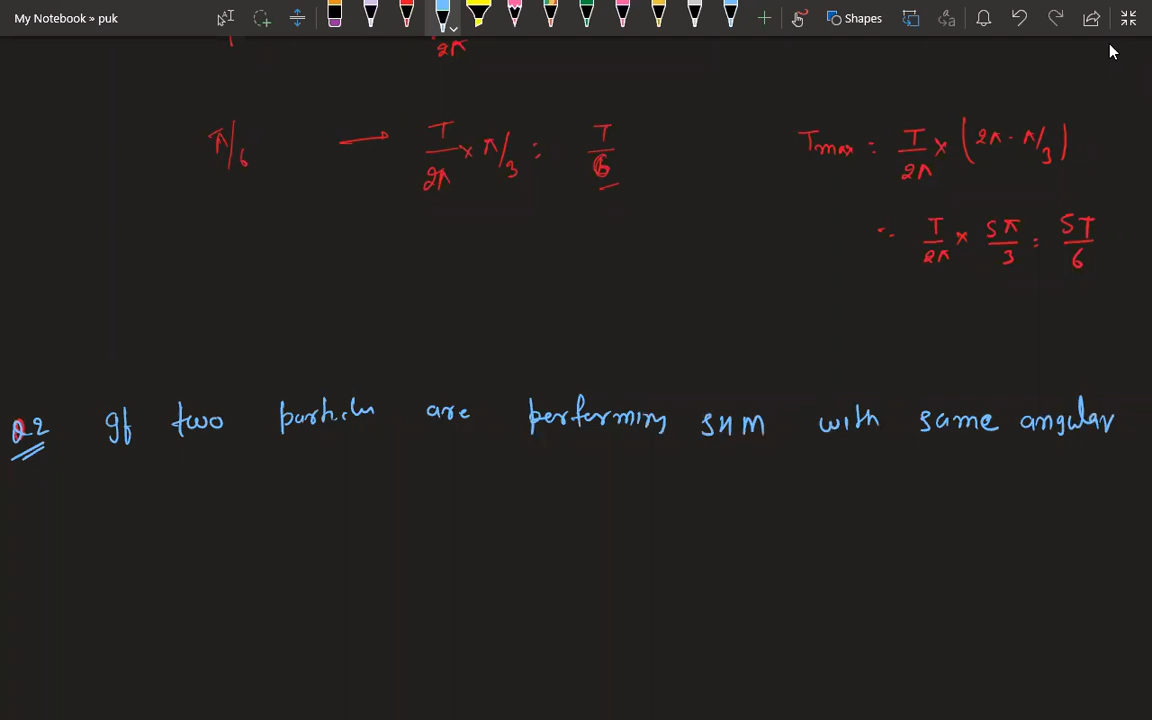 My Notebook » puk
Shapes
2π
π/6 → T/2π × π/3 = T/6
Tmax = T/2π × (2π - π/3)
= T/2π × 5π/3 = 5T/6
Q2 If two particles are performing SHM with same angular